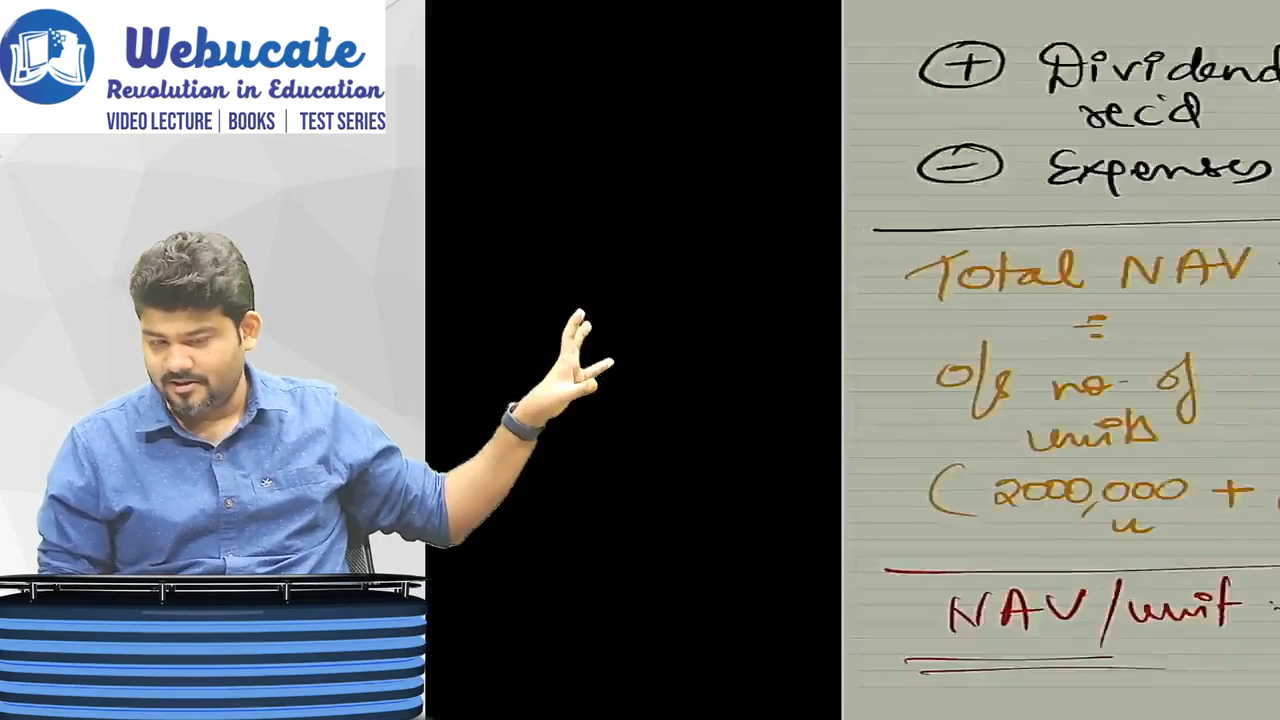 Webucate
Revolution in Education
VIDEO LECTURE | BOOKS | TEST SERIES
+ Dividend
rec'd
- Expenses
Total NAV
=
o/s no. of
units
( 2000,000 +
u
NAV/unit